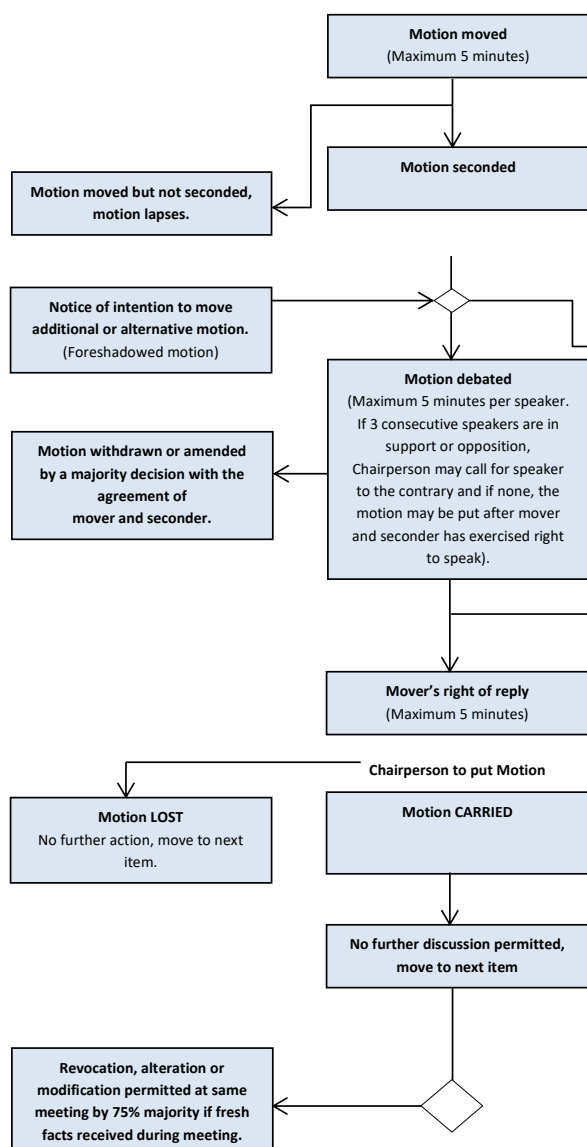 Motion moved
(Maximum 5 minutes)
Motion seconded
Motion moved but not seconded,
motion lapses.
Notice of intention to move
additional or alternative motion.
(Foreshadowed motion)
Motion debated
(Maximum 5 minutes per speaker.
If 3 consecutive speakers are in
support or opposition,
Chairperson may call for speaker
to the contrary and if none, the
motion may be put after mover
and seconder has exercised right
to speak).
Motion withdrawn or amended
by a majority decision with the
agreement of
mover and seconder.
Mover’s right of reply
(Maximum 5 minutes)
Chairperson to put Motion
Motion LOST
No further action, move to next
item.
Motion CARRIED
No further discussion permitted,
move to next item
Revocation, alteration or
modification permitted at same
meeting by 75% majority if fresh
facts received during meeting.